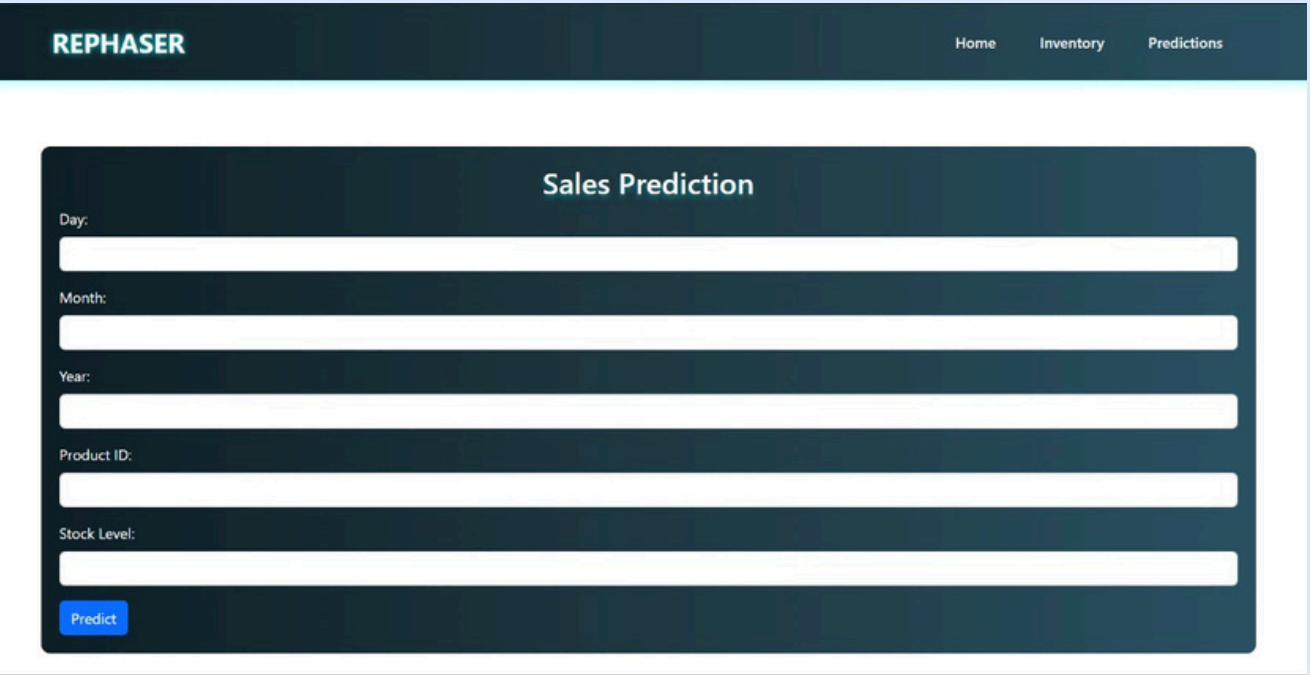 REPHASER
Home Inventory Predictions
Sales Prediction
Day:
Month:
Year:
Product ID:
Stock Level:
Predict